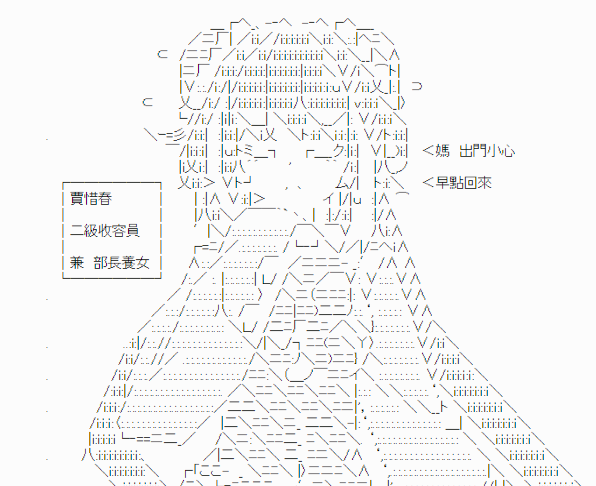 <媽　出門小心
<早點回來
賈惜春
二級收容員
兼　部長養女